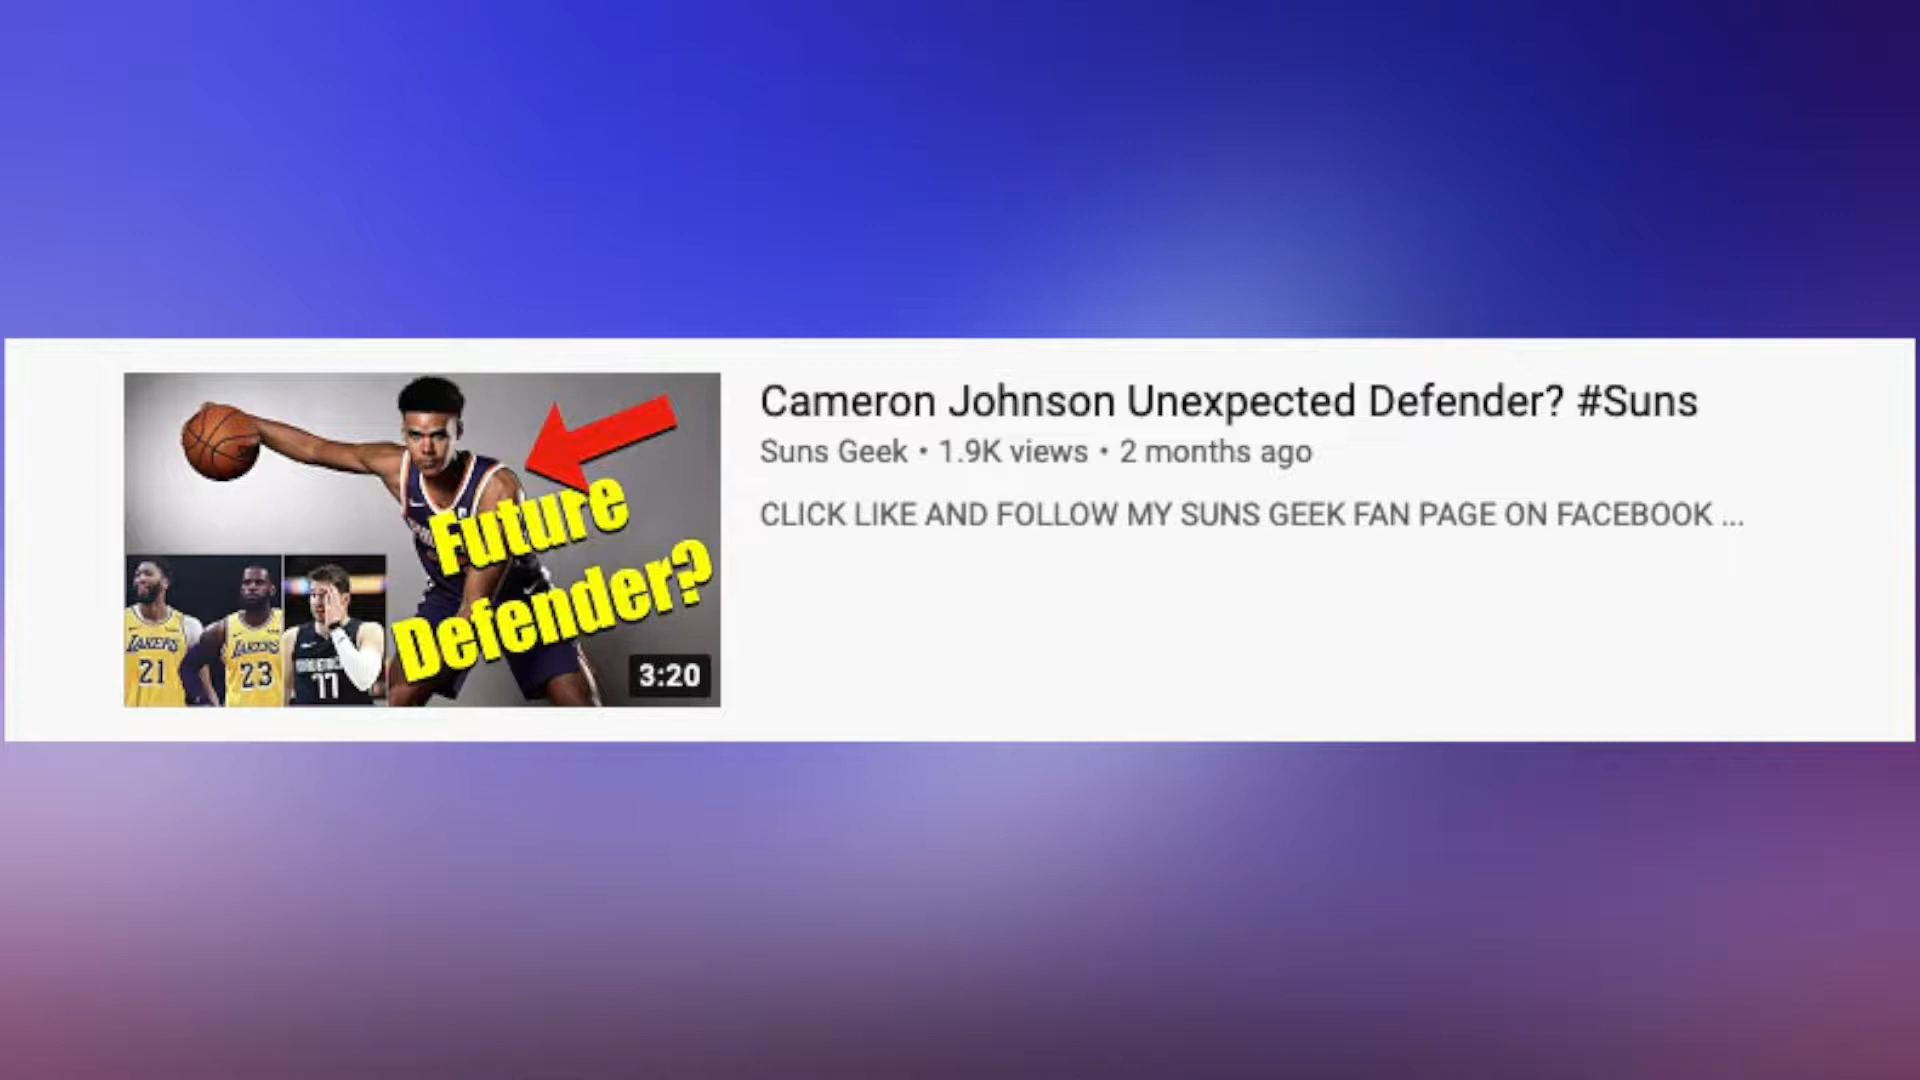 Cameron Johnson Unexpected Defender? #Suns
Suns Geek • 1.9K views • 2 months ago
CLICK LIKE AND FOLLOW MY SUNS GEEK FAN PAGE ON FACEBOOK ...
Future
Defender?
LAKERS
21
LAKERS
23
77
3:20